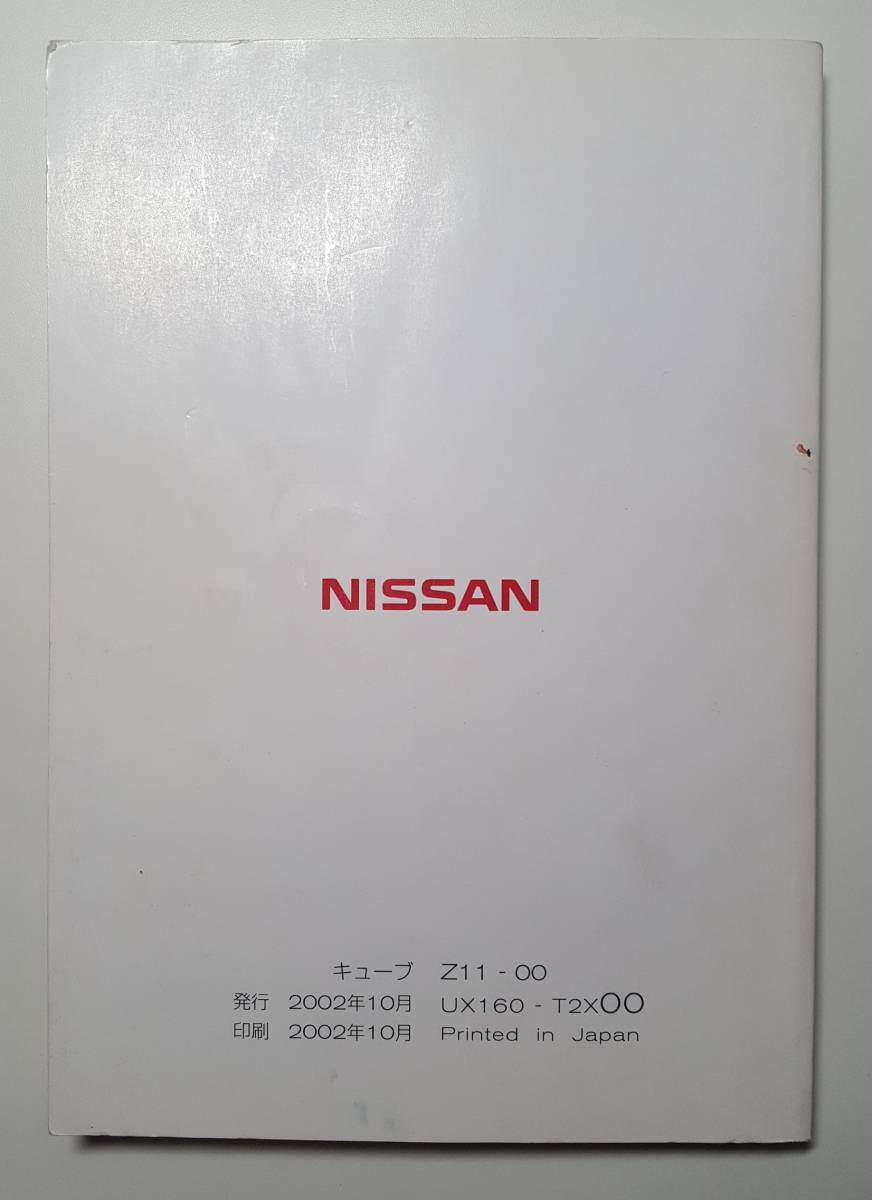 NISSAN
キューブ Z11 - 00
発行 2002年10月 UX160 - T2X00
印刷 2002年10月 Printed in Japan